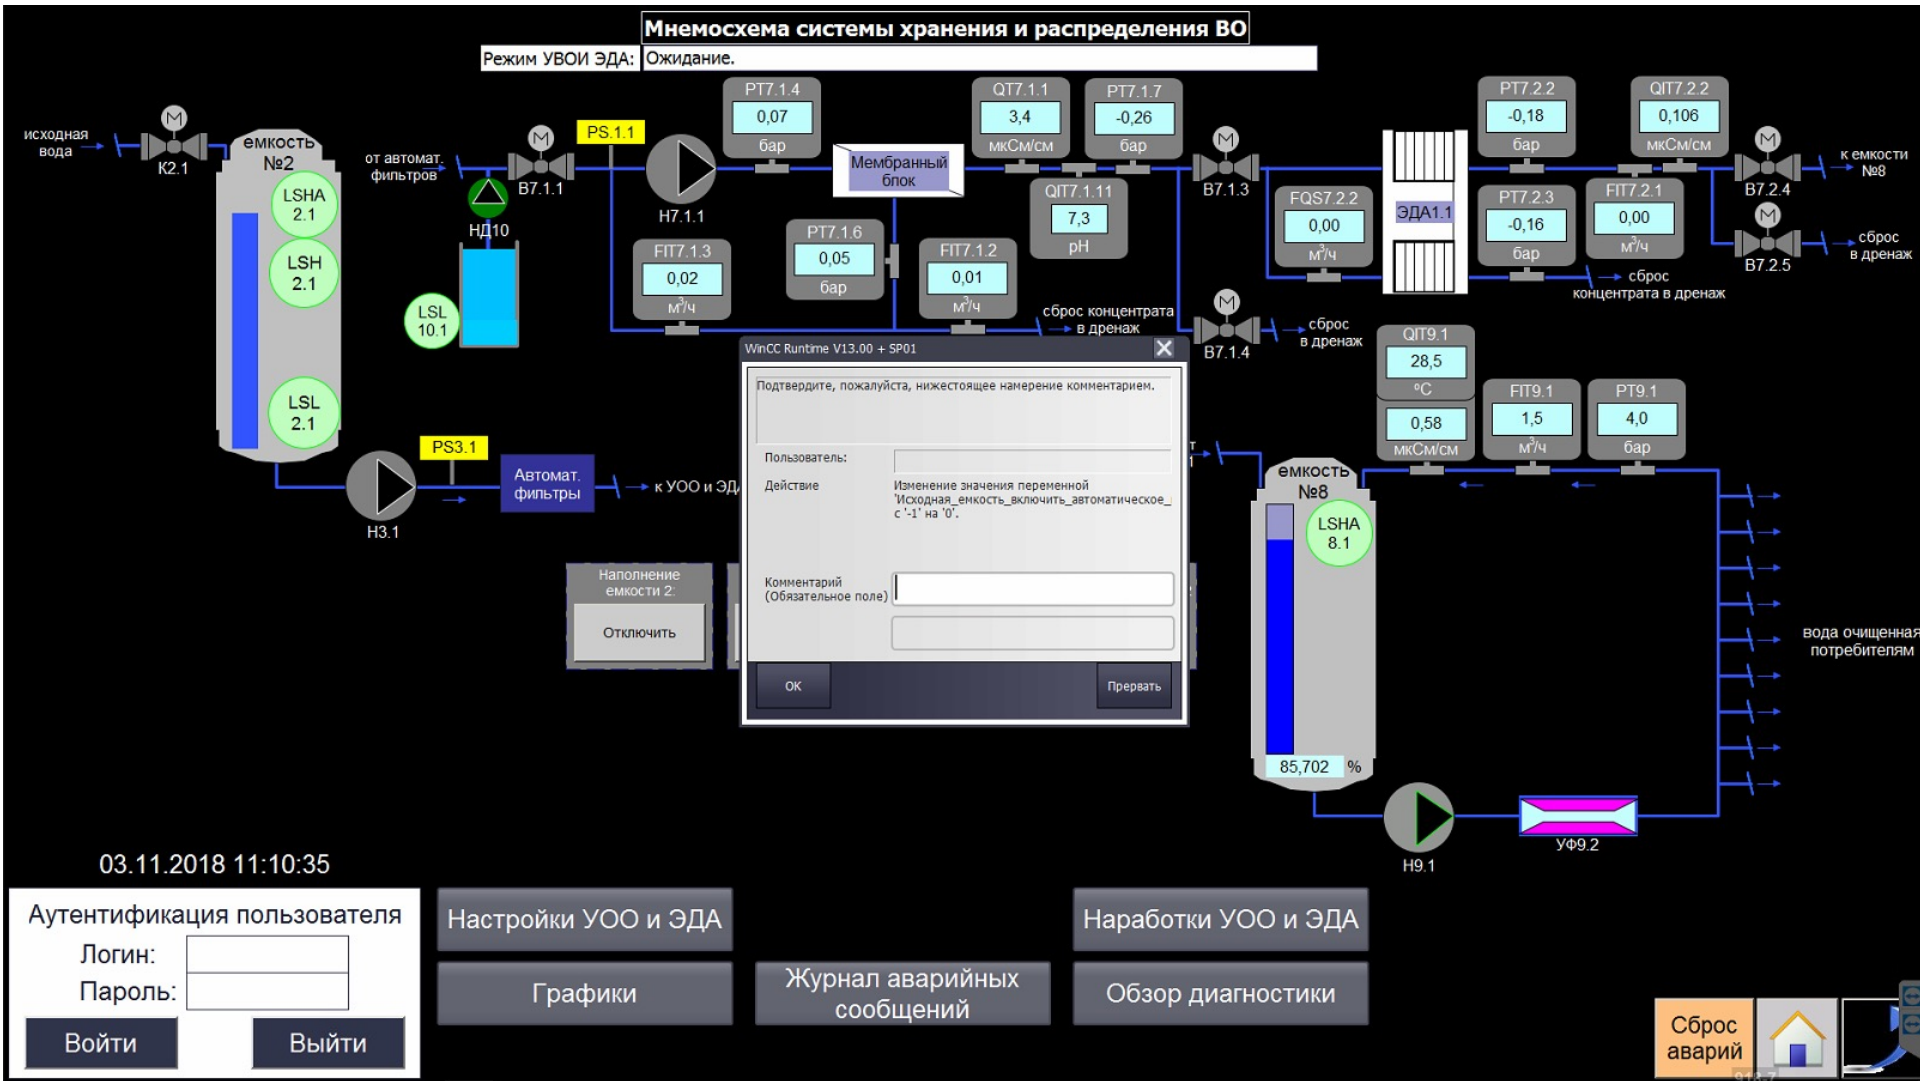 Мнемосхема системы хранения и распределения ВО
Режим УВОИ ЭДА:
Ожидание.
исходная
вода
K2.1
емкость
№2
LSHA
2.1
LSH
2.1
LSL
2.1
от автомат.
фильтров
В7.1.1
НД10
LSL
10.1
PS.1.1
Н7.1.1
PT7.1.4
0,07
бар
Мембранный
блок
QT7.1.1
3,4
мкСм/см
PT7.1.7
-0,26
бар
QIT7.1.11
7,3
pH
FIT7.1.3
0,02
м³/ч
PT7.1.6
0,05
бар
FIT7.1.2
0,01
м³/ч
сброс концентрата
в дренаж
В7.1.3
В7.1.4
сброс
в дренаж
FQS7.2.2
0,00
м³/ч
ЭДА1.1
PT7.2.2
-0,18
бар
QIT7.2.2
0,106
мкСм/см
PT7.2.3
-0,16
бар
FIT7.2.1
0,00
м³/ч
В7.2.4
к емкости
№8
В7.2.5
сброс
в дренаж
сброс
концентрата в дренаж
Н3.1
PS3.1
Автомат.
фильтры
к УОО и ЭД
WinCC Runtime V13.00 + SP01
Подтвердите, пожалуйста, нижестоящее намерение комментарием.
Пользователь:
Действие
Изменение значения переменной
'Исходная_емкость_включить_автоматическое_
с '-1' на '0'.
Комментарий
(Обязательное поле)
OK
Прервать
Наполнение
емкости 2:
Отключить
QIT9.1
28,5
ºC
0,58
мкСм/см
FIT9.1
1,5
м³/ч
PT9.1
4,0
бар
емкость
№8
LSHA
8.1
85,702 %
Н9.1
УФ9.2
вода очищенная
потребителям
03.11.2018 11:10:35
Аутентификация пользователя
Логин:
Пароль:
Войти
Выйти
Настройки УОО и ЭДА
Наработки УОО и ЭДА
Графики
Журнал аварийных
сообщений
Обзор диагностики
Сброс
аварий